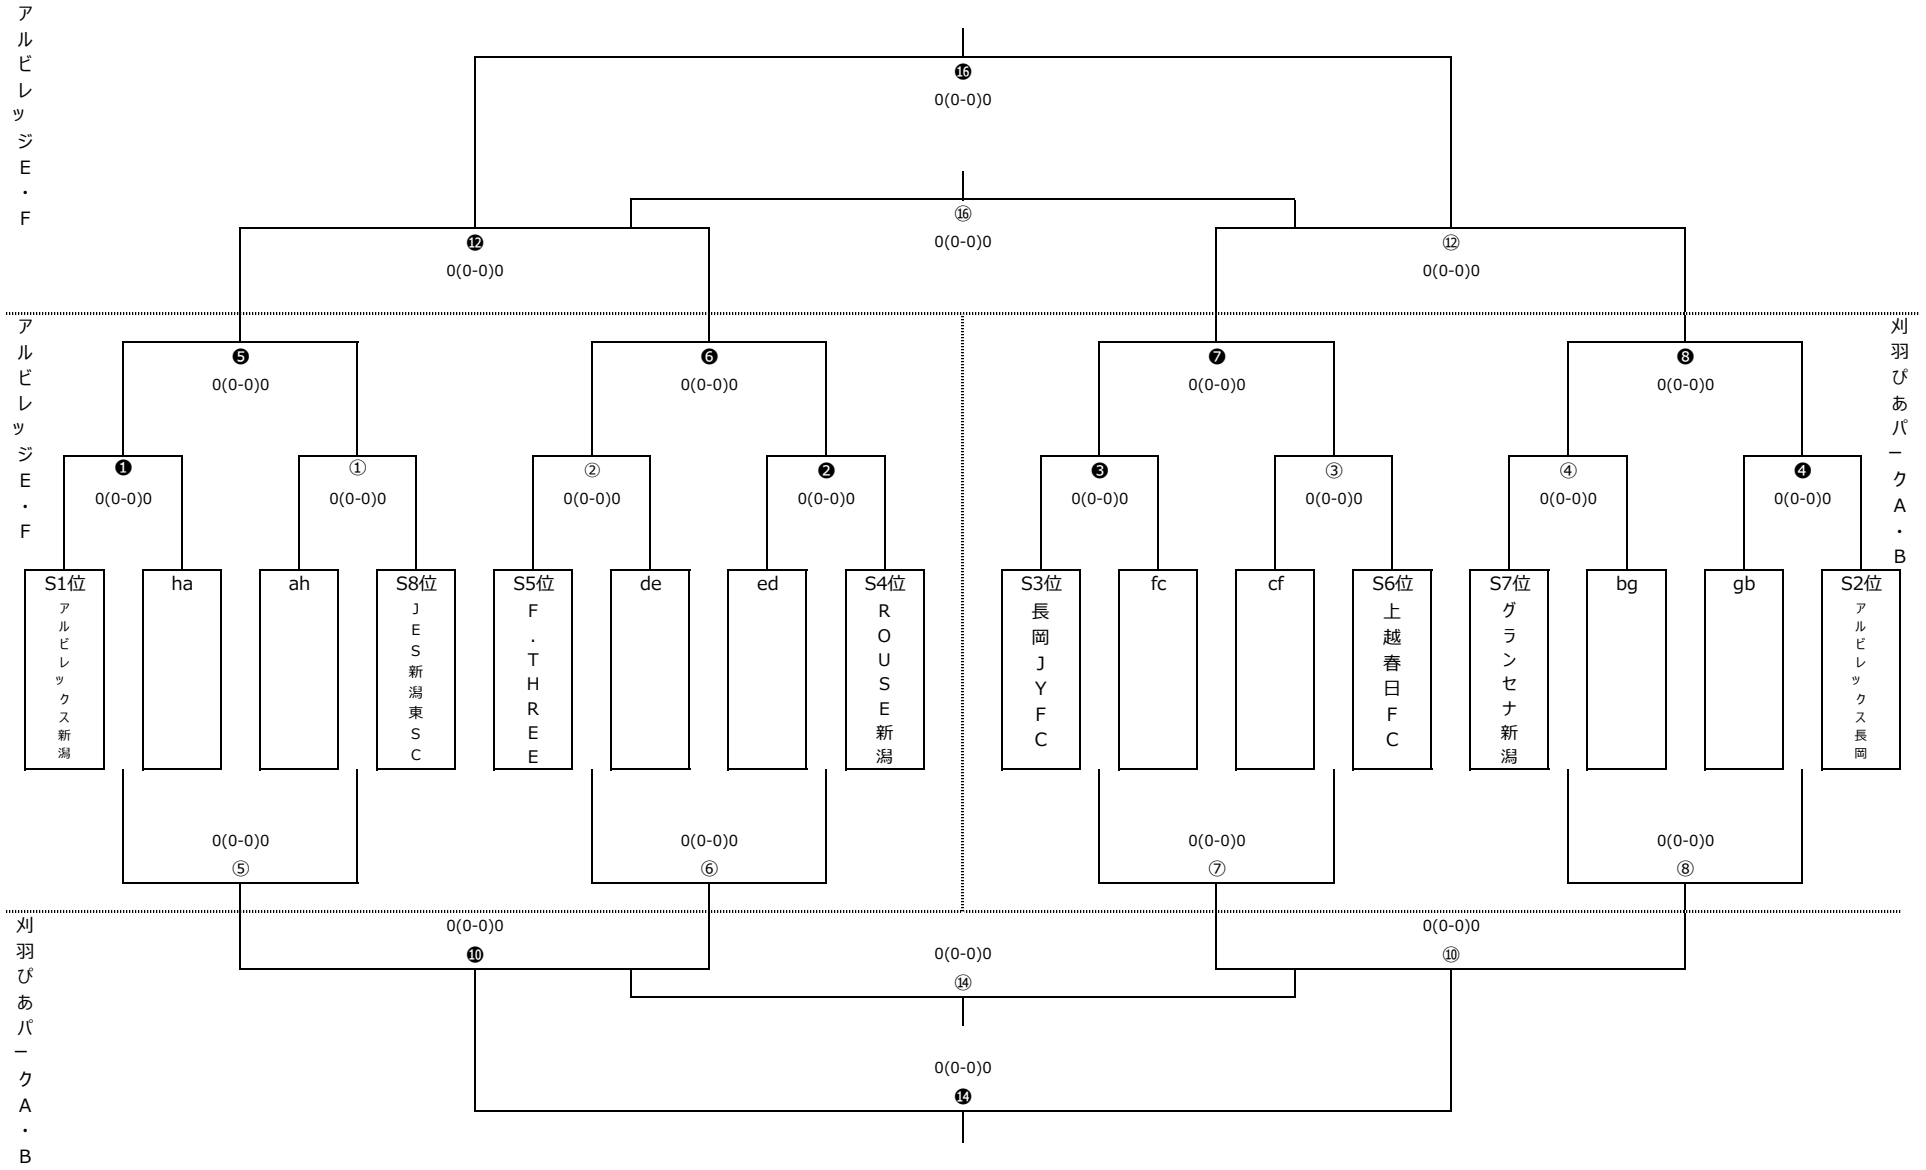 アルビレッジE・F
⓰
0(0-0)0
⑯
0(0-0)0
⓬
0(0-0)0
⑫
0(0-0)0
アルビレッジE・F
刈羽ぴあパークA・B
❺
0(0-0)0
❻
0(0-0)0
❼
0(0-0)0
❽
0(0-0)0
❶
0(0-0)0
①
0(0-0)0
②
0(0-0)0
❷
0(0-0)0
❸
0(0-0)0
③
0(0-0)0
④
0(0-0)0
❹
0(0-0)0
S1位
アルビレックス新潟
ha
ah
S8位
JES新潟東SC
S5位
F.THREE
de
ed
S4位
ROUSE新潟
S3位
長岡JYFC
fc
cf
S6位
上越春日FC
S7位
グランセナ新潟
bg
gb
S2位
アルビレックス長岡
0(0-0)0
⑤
0(0-0)0
⑥
0(0-0)0
⑦
0(0-0)0
⑧
刈羽ぴあパークA・B
0(0-0)0
❿
0(0-0)0
⑩
0(0-0)0
⑭
0(0-0)0
⓮